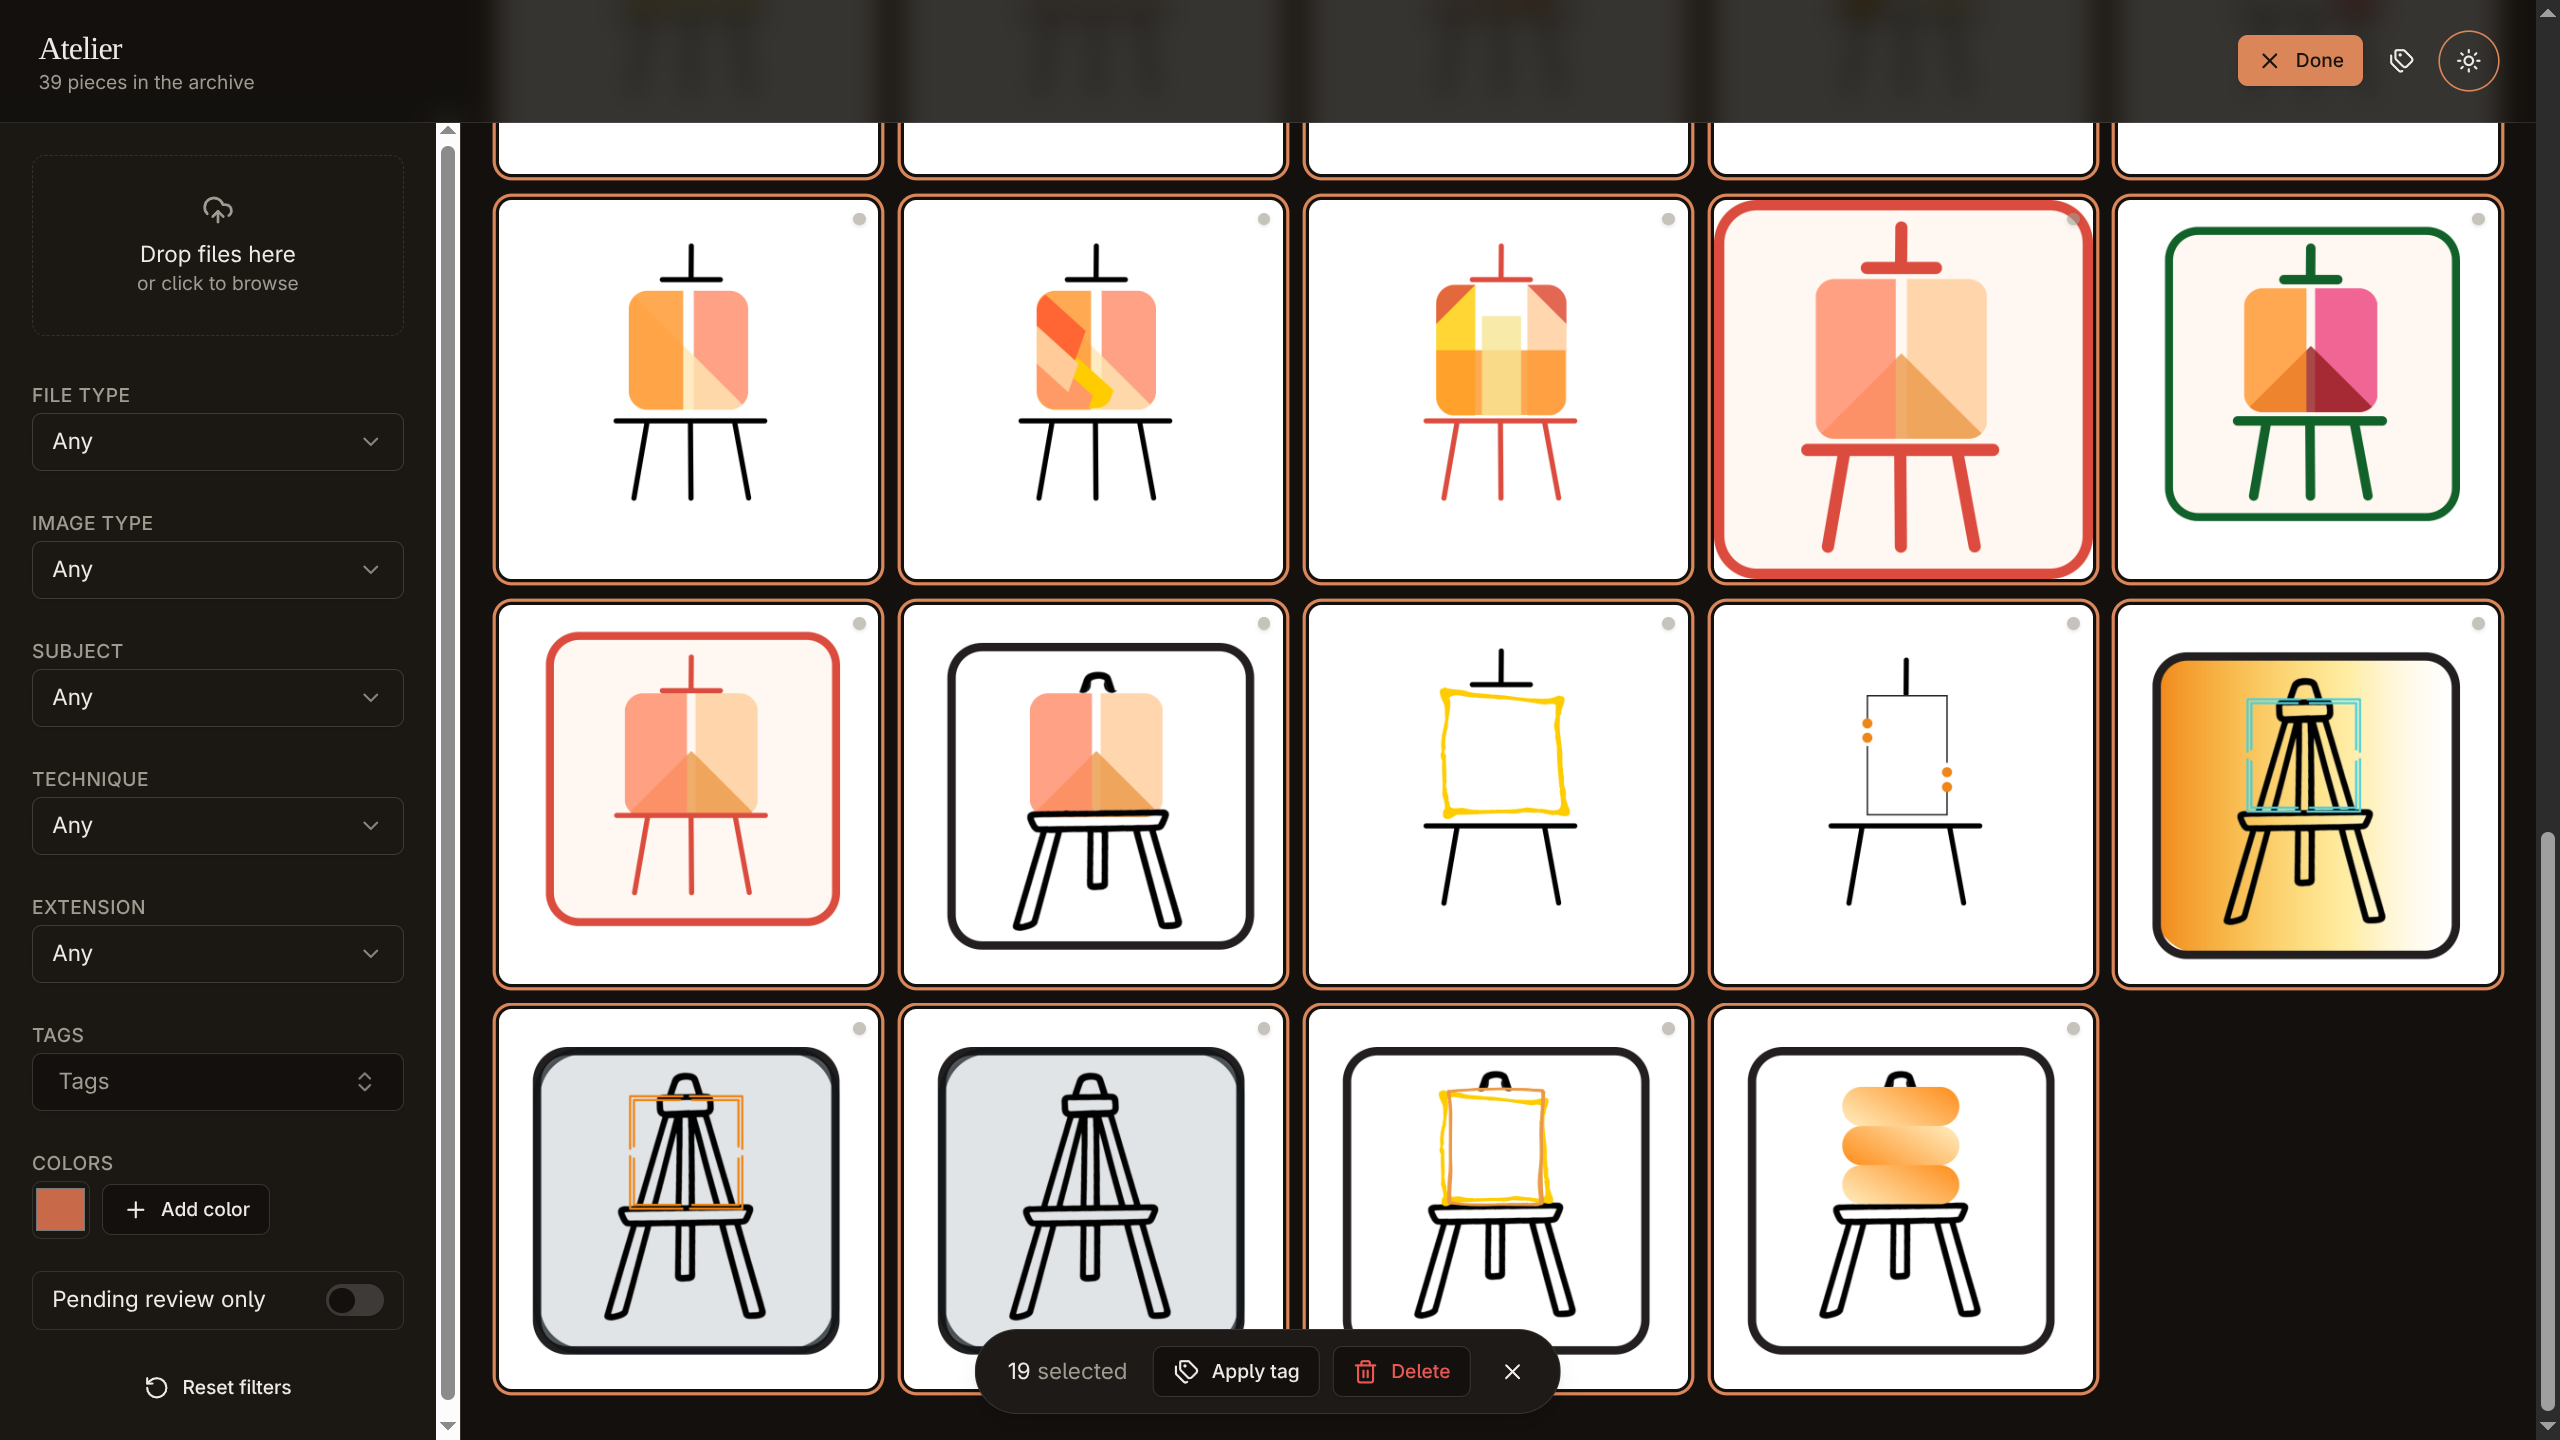 Atelier
39 pieces in the archive
Done
Drop files here
or click to browse
FILE TYPE
Any
IMAGE TYPE
Any
SUBJECT
Any
TECHNIQUE
Any
EXTENSION
Any
TAGS
Tags
COLORS
Add color
Pending review only
Reset filters
19 selected
Apply tag
Delete